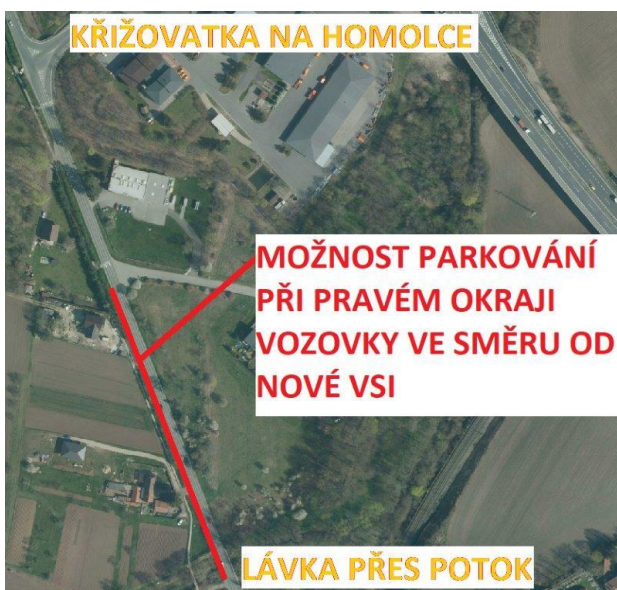 KŘIŽOVATKA NA HOMOLCE
MOŽNOST PARKOVÁNÍ
PŘI PRAVÉM OKRAJI
VOZOVKY VE SMĚRU OD
NOVÉ VSI
LÁVKA PŘES POTOK